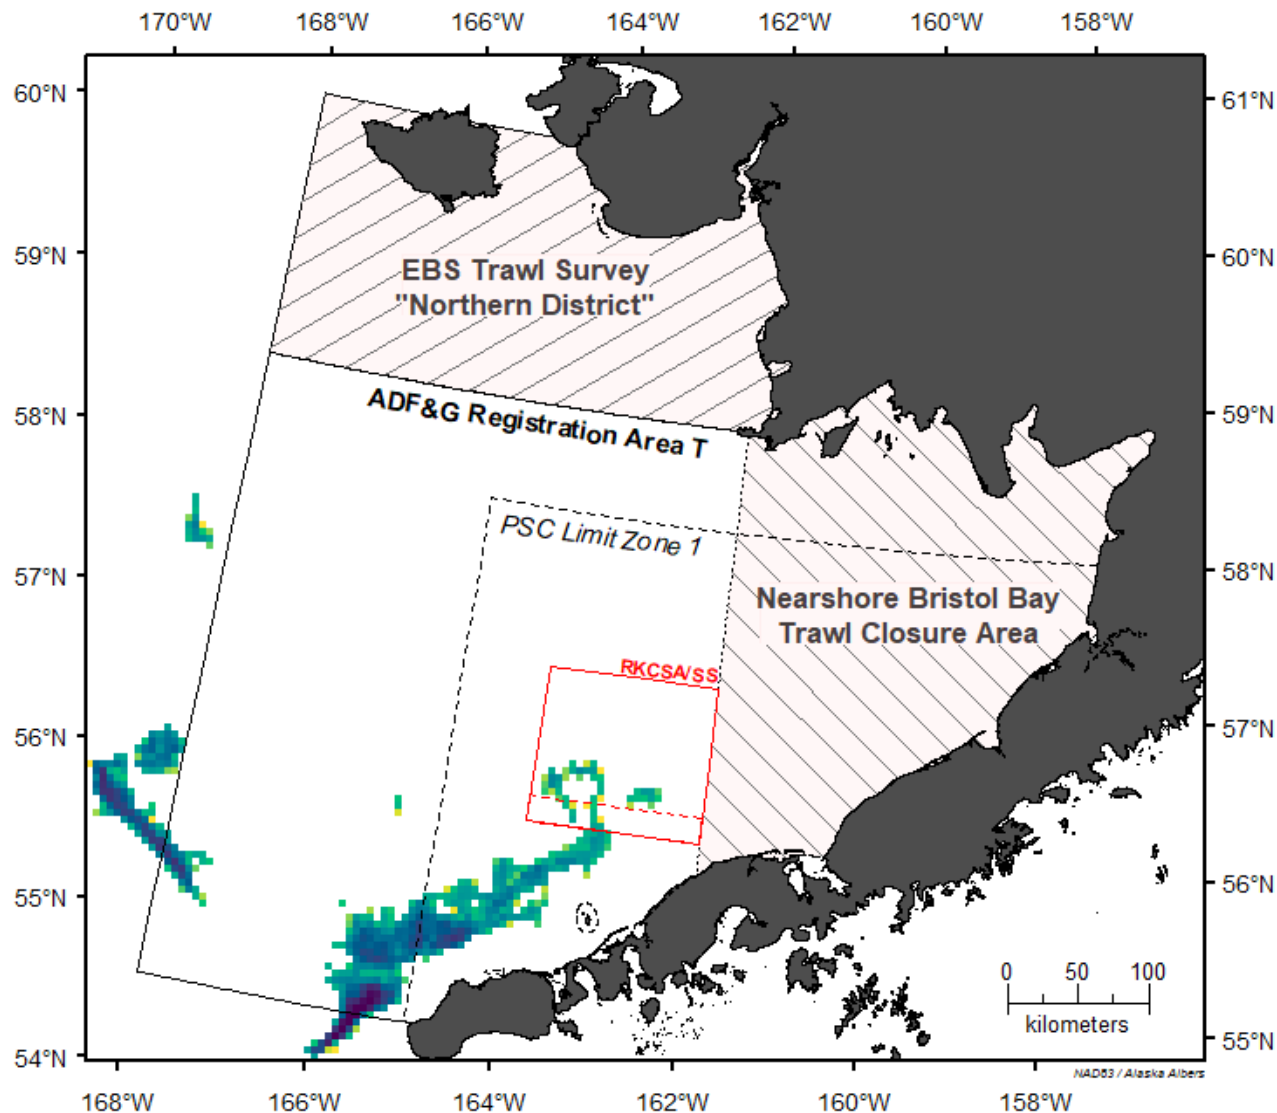 170°W 168°W 166°W 164°W 162°W 160°W 158°W
60°N
61°N
59°N
60°N
EBS Trawl Survey
"Northern District"
58°N
59°N
ADF&G Registration Area T
PSC Limit Zone 1
57°N
58°N
Nearshore Bristol Bay
Trawl Closure Area
RKCSA/SS
56°N
57°N
55°N
56°N
0 50 100
kilometers
54°N
55°N
NAD83 / Alaska Albers
168°W 166°W 164°W 162°W 160°W 158°W